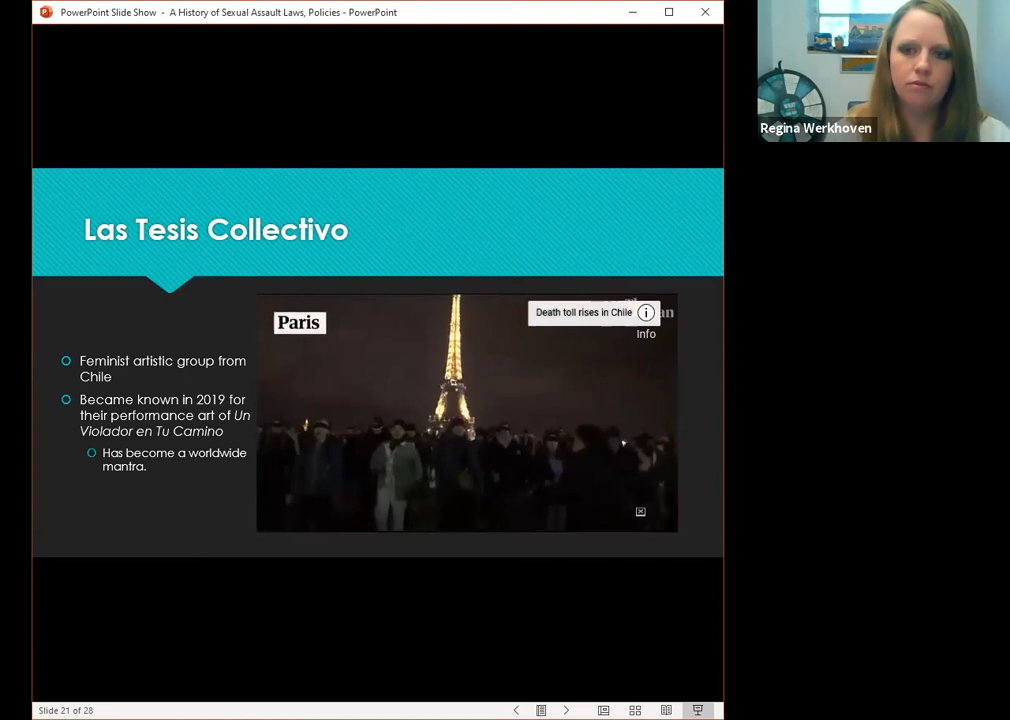 PowerPoint Slide Show - A History of Sexual Assault Laws, Policies - PowerPoint
Regina Werkhoven
Las Tesis Collectivo
Paris
Death toll rises in Chile
Info
Feminist artistic group from
Chile
Became known in 2019 for
their performance art of Un
Violador en Tu Camino
Has become a worldwide
mantra.
Slide 21 of 28